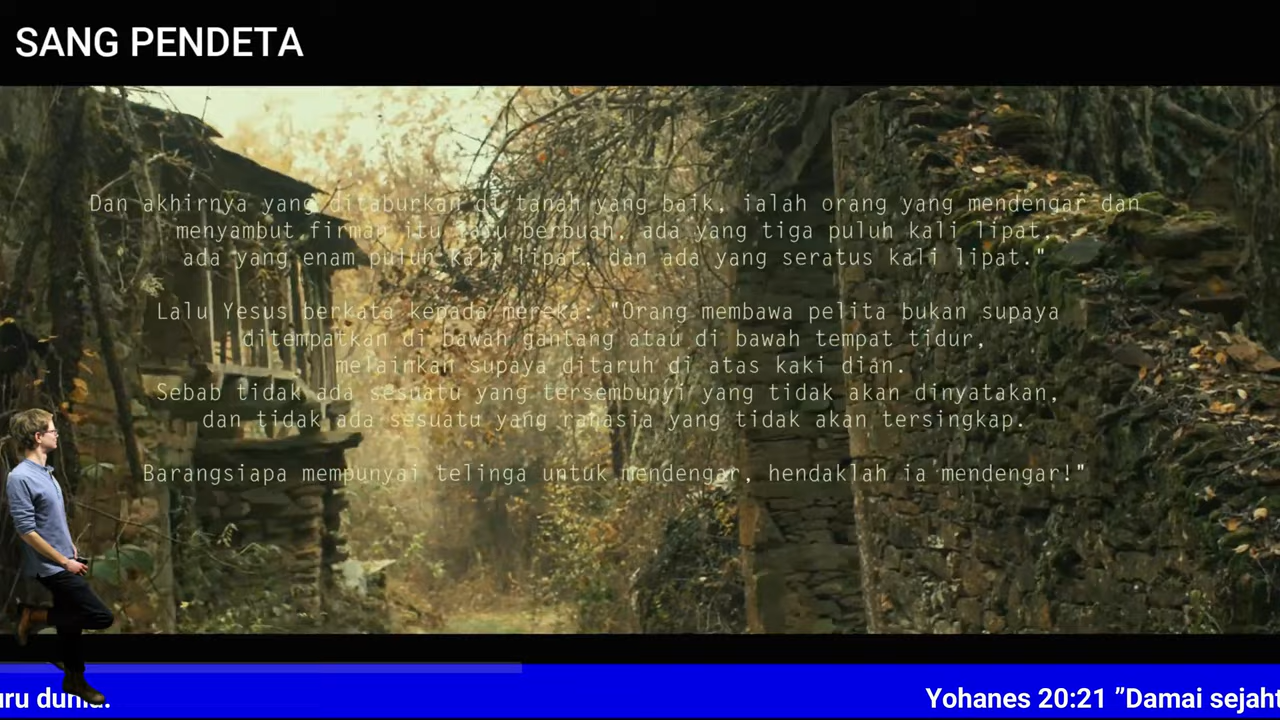 SANG PENDETA
Dan akhirnya yang ditaburkan di tanah yang baik, ialah orang yang mendengar dan
menyambut firman itu lalu berbuah, ada yang tiga puluh kali lipat,
ada yang enam puluh kali lipat, dan ada yang seratus kali lipat."
Lalu Yesus berkata kepada mereka: "Orang membawa pelita bukan supaya
ditempatkan di bawah gantang atau di bawah tempat tidur,
melainkan supaya ditaruh di atas kaki dian.
Sebab tidak ada sesuatu yang tersembunyi yang tidak akan dinyatakan,
dan tidak ada sesuatu yang rahasia yang tidak akan tersingkap.
Barangsiapa mempunyai telinga untuk mendengar, hendaklah ia mendengar!"
uru dunia. Yohanes 20:21 ”Damai sejaht